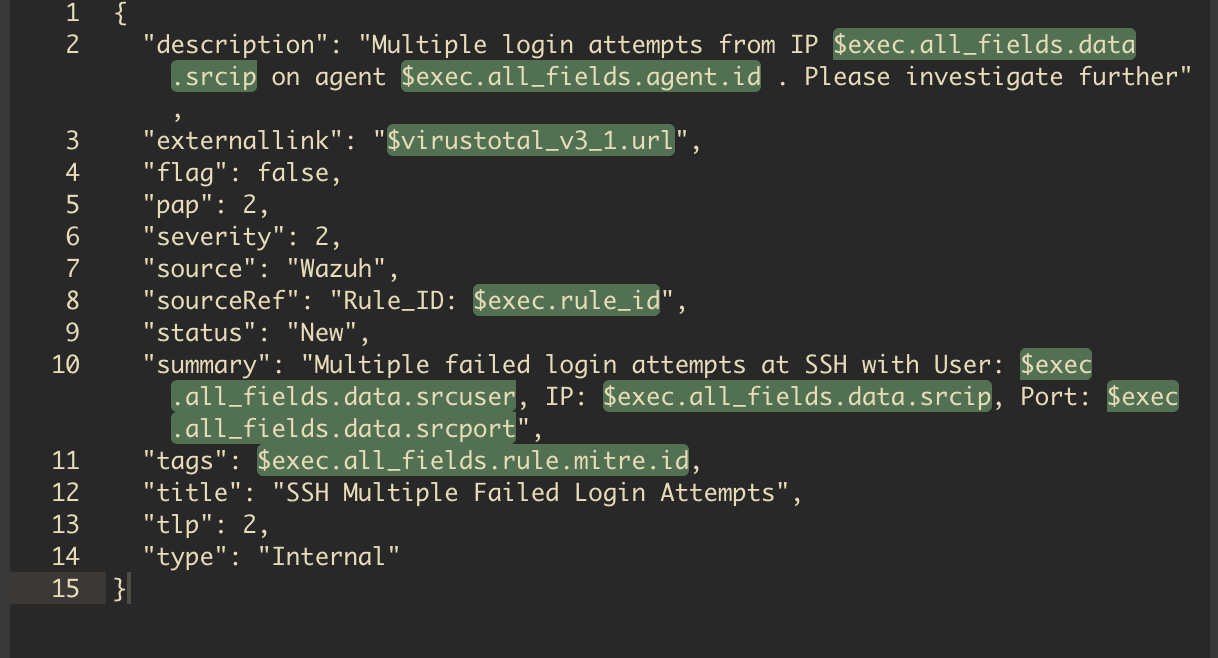 1 {
2 "description": "Multiple login attempts from IP $exec.all_fields.data
.srcip on agent $exec.all_fields.agent.id . Please investigate further"
,
3 "externallink": "$virustotal_v3_1.url",
4 "flag": false,
5 "pap": 2,
6 "severity": 2,
7 "source": "Wazuh",
8 "sourceRef": "Rule_ID: $exec.rule_id",
9 "status": "New",
10 "summary": "Multiple failed login attempts at SSH with User: $exec
.all_fields.data.srcuser, IP: $exec.all_fields.data.srcip, Port: $exec
.all_fields.data.srcport",
11 "tags": $exec.all_fields.rule.mitre.id,
12 "title": "SSH Multiple Failed Login Attempts",
13 "tlp": 2,
14 "type": "Internal"
15 }